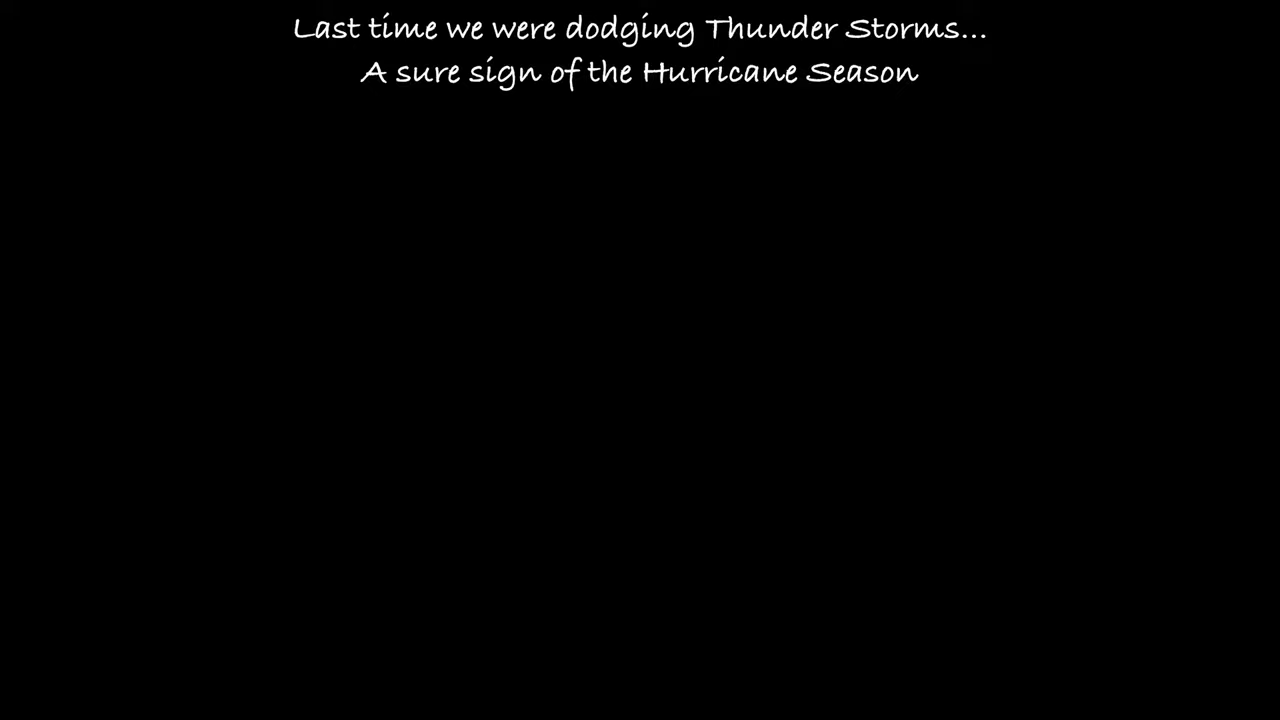 Last time we were dodging Thunder Storms...
A sure sign of the Hurricane Season